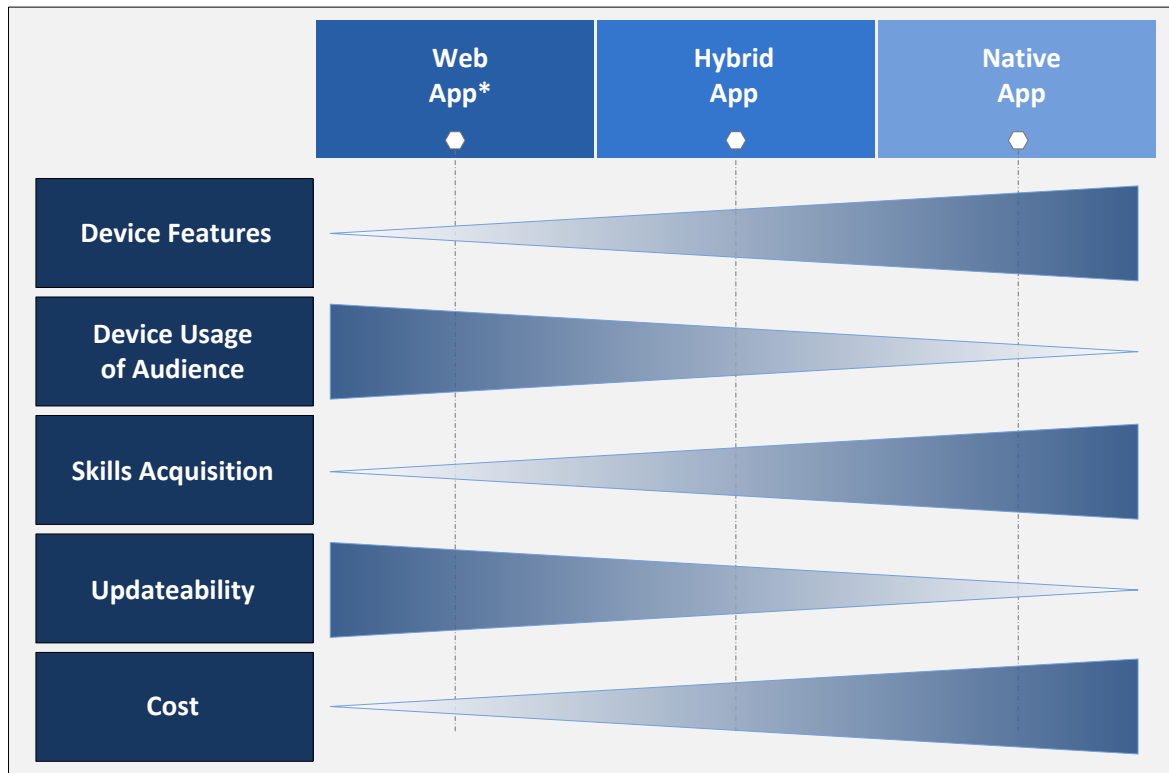 Web
App*
Hybrid
App
Native
App
Device Features
Device Usage
of Audience
Skills Acquisition
Updateability
Cost